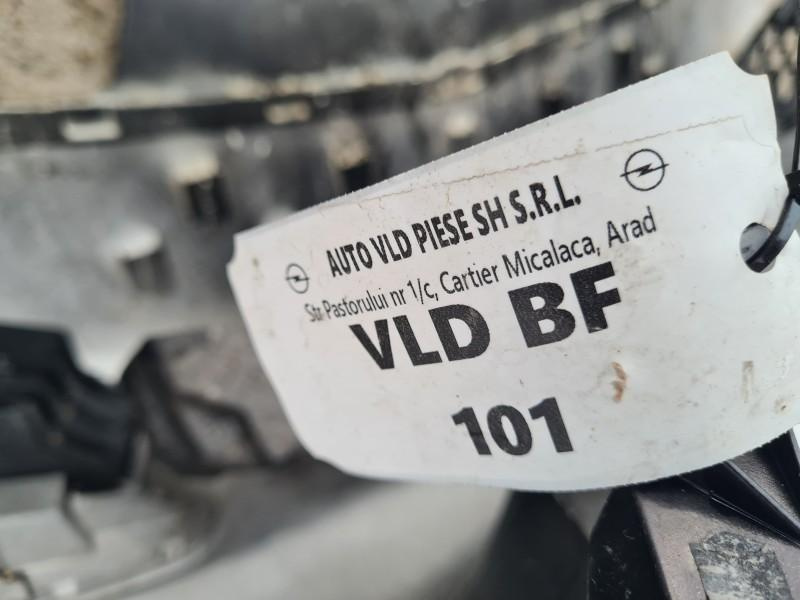 AUTO VLD PIESE SH S.R.L.
Str. Pastorului nr 1/c, Cartier Micalaca, Arad
VLD BF
101